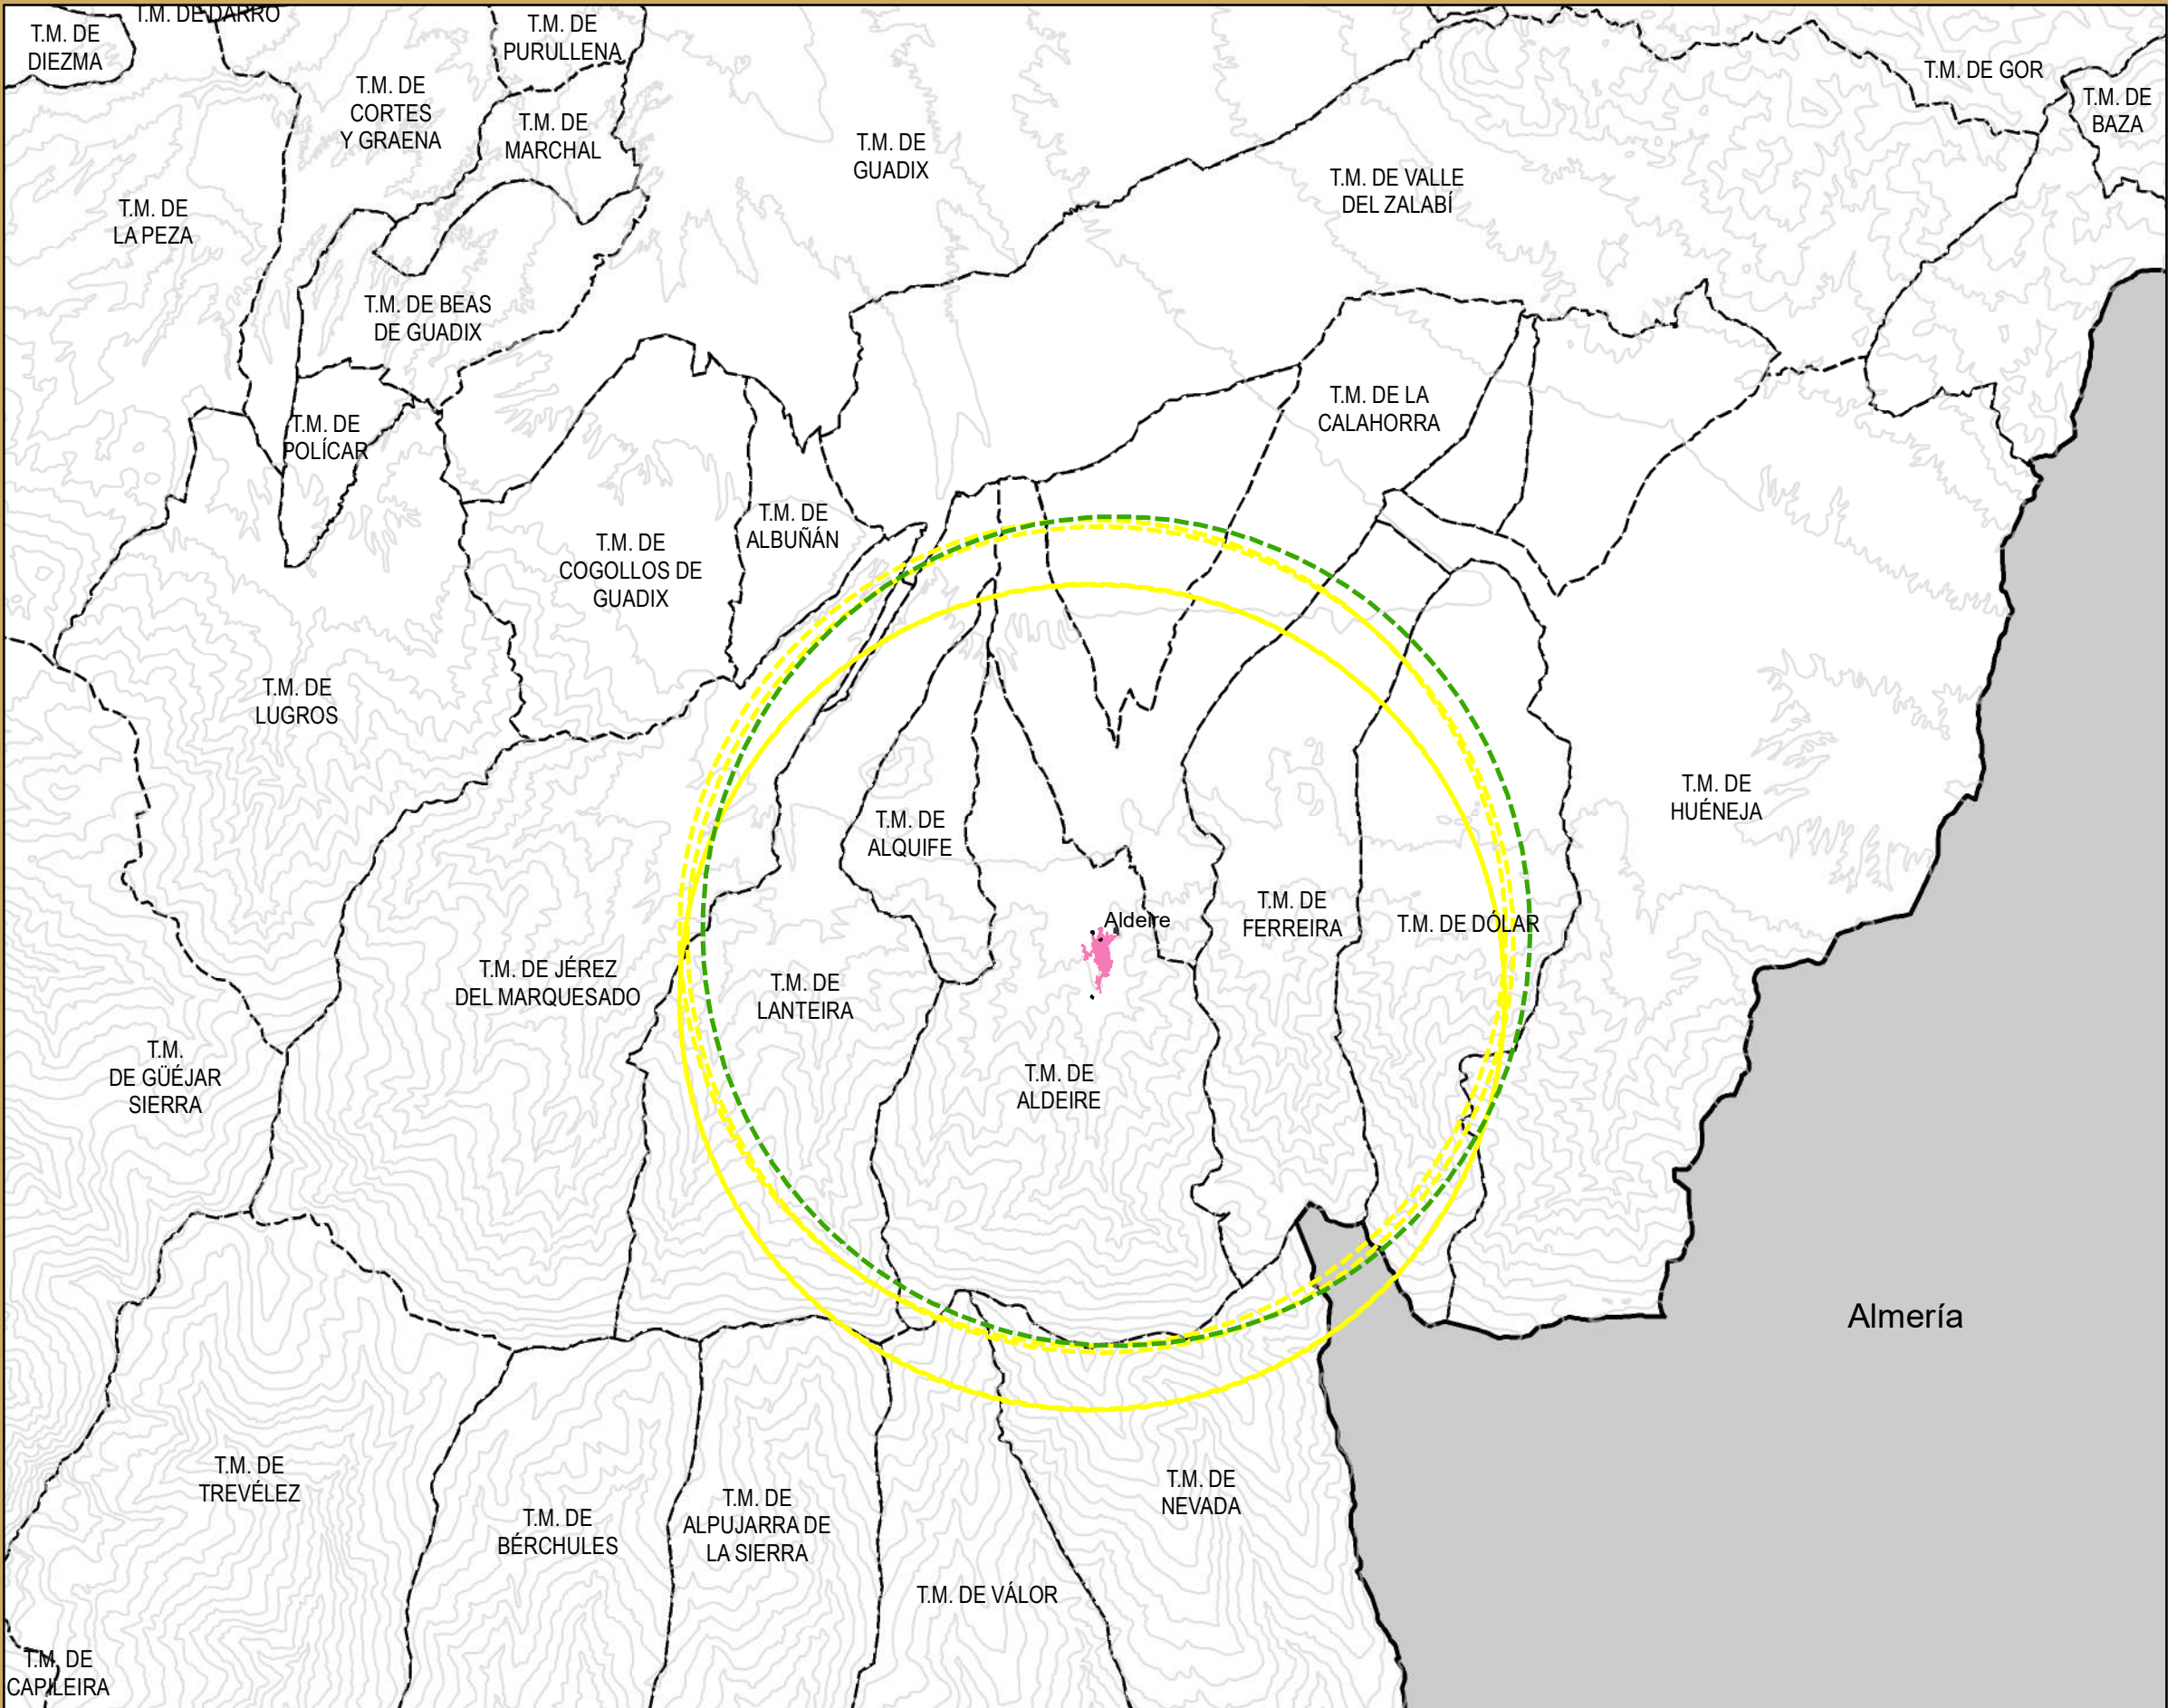 T.M. DE DARRO
T.M. DE
DIEZMA
T.M. DE
PURULLENA
T.M. DE GOR
T.M. DE
BAZA
T.M. DE
CORTES
Y GRAENA
T.M. DE
MARCHAL
T.M. DE
GUADIX
T.M. DE VALLE
DEL ZALABÍ
T.M. DE
LA PEZA
T.M. DE BEAS
DE GUADIX
T.M. DE LA
CALAHORRA
T.M. DE
POLÍCAR
T.M. DE
ALBUÑÁN
T.M. DE
COGOLLOS DE
GUADIX
T.M. DE
LUGROS
T.M. DE
HUÉNEJA
T.M. DE
ALQUIFE
Aldeire
T.M. DE
FERREIRA
T.M. DE DÓLAR
T.M. DE JÉREZ
DEL MARQUESADO
T.M. DE
LANTEIRA
T.M.
DE GÜÉJAR
SIERRA
T.M. DE
ALDEIRE
Almería
T.M. DE
TREVÉLEZ
T.M. DE
NEVADA
T.M. DE
BÉRCHULES
T.M. DE
ALPUJARRA DE
LA SIERRA
T.M. DE VÁLOR
T.M. DE
CAPILEIRA